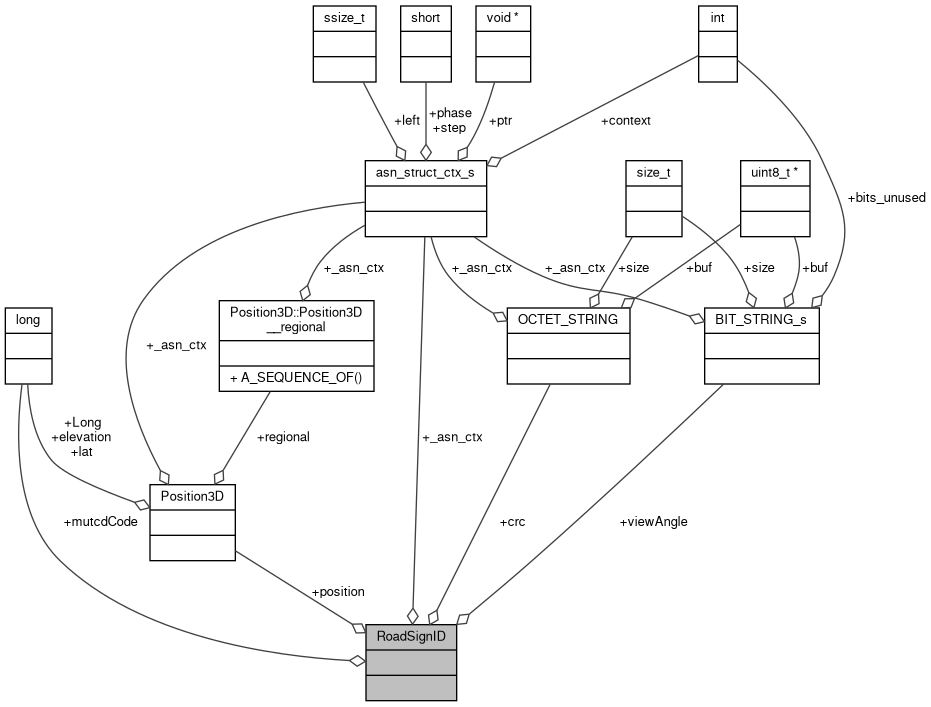 ssize_t
short
void *
int
+left
+phase
+step
+ptr
+context
asn_struct_ctx_s
size_t
uint8_t *
+bits_unused
+_asn_ctx
+_asn_ctx
+_asn_ctx
+size
+buf
+size
+buf
long
Position3D::Position3D
__regional
+ A_SEQUENCE_OF()
OCTET_STRING
BIT_STRING_s
+_asn_ctx
+Long
+elevation
+lat
+regional
+_asn_ctx
Position3D
+mutcdCode
+crc
+viewAngle
+position
RoadSignID